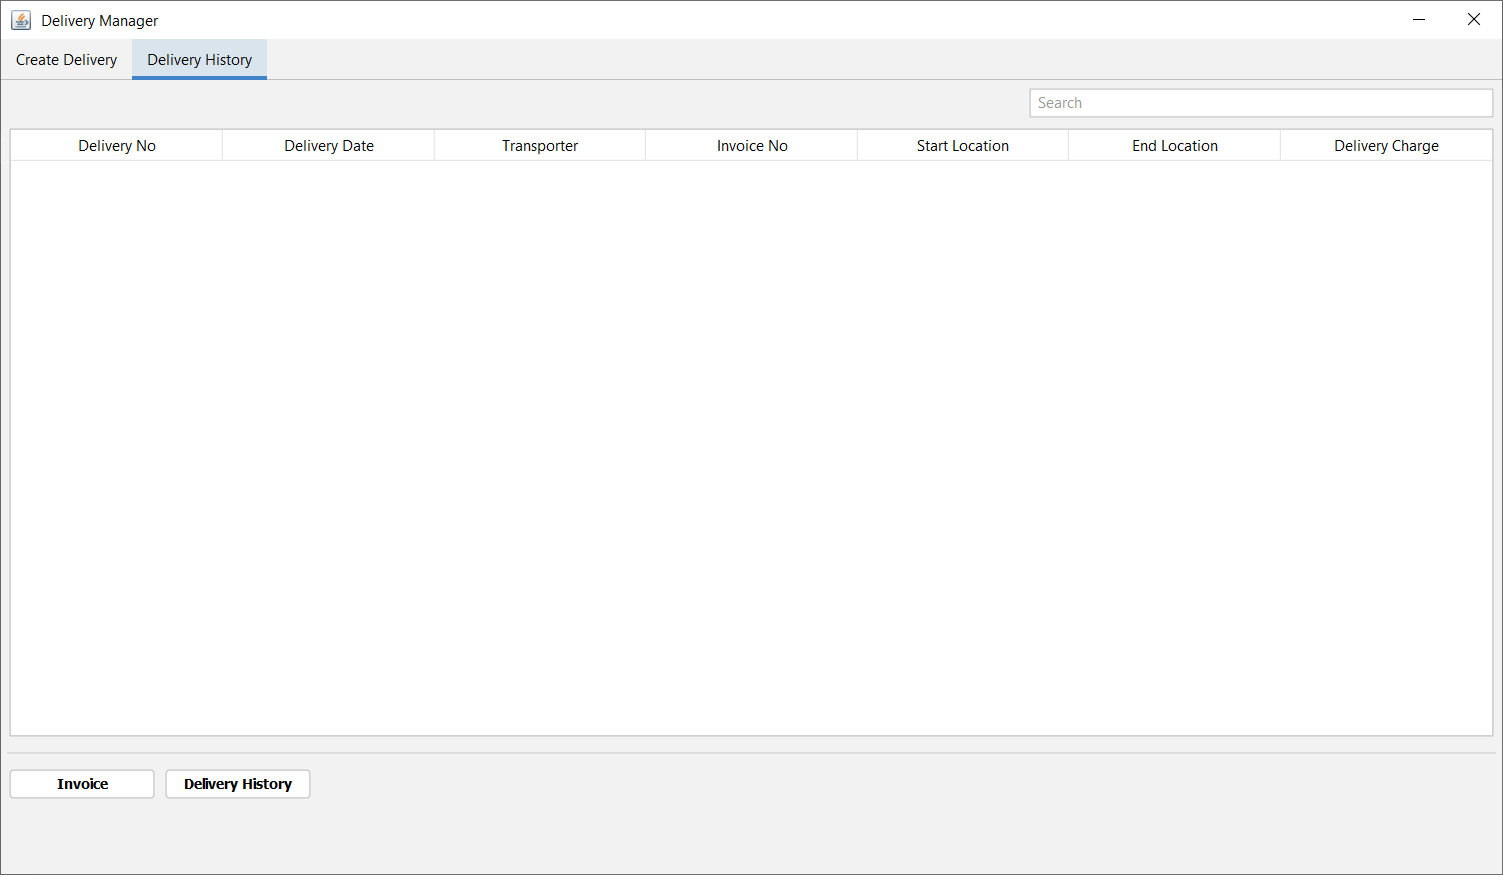 Delivery Manager
Create Delivery Delivery History
Search
Delivery No Delivery Date Transporter Invoice No Start Location End Location Delivery Charge
Invoice Delivery History